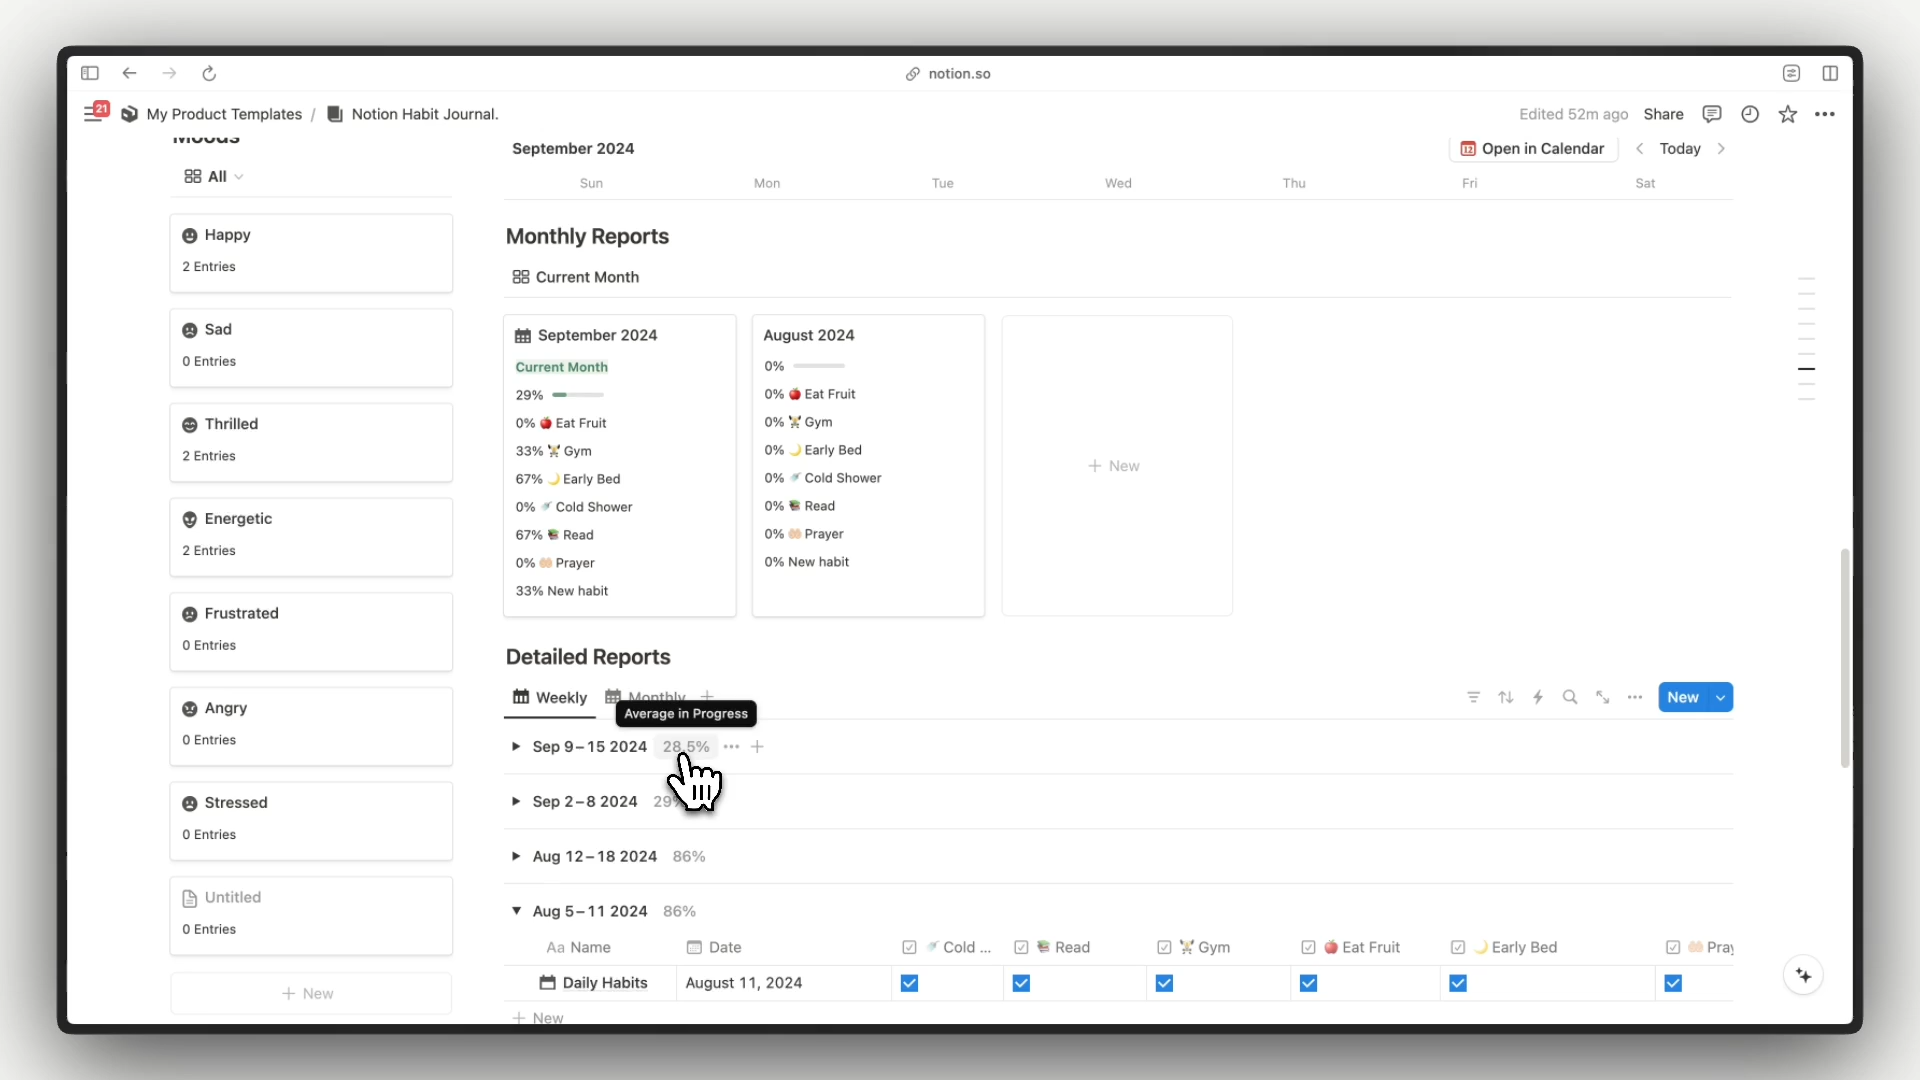 notion.so
21
My Product Templates / Notion Habit Journal.
Edited 52m ago Share
Moods
All
Happy
2 Entries
Sad
0 Entries
Thrilled
2 Entries
Energetic
2 Entries
Frustrated
0 Entries
Angry
0 Entries
Stressed
0 Entries
Untitled
0 Entries
+ New
September 2024
12 Open in Calendar < Today >
Sun Mon Tue Wed Thu Fri Sat
Monthly Reports
Current Month
September 2024
Current Month
29%
0% 🍎 Eat Fruit
33% 🏋️ Gym
67% 🌙 Early Bed
0% 🚿 Cold Shower
67% 📚 Read
0% 🤲🏻 Prayer
33% New habit
August 2024
0%
0% 🍎 Eat Fruit
0% 🏋️ Gym
0% 🌙 Early Bed
0% 🚿 Cold Shower
0% 📚 Read
0% 🤲🏻 Prayer
0% New habit
+ New
Detailed Reports
Weekly Monthly +
New
Average in Progress
Sep 9–15 2024 28.5% ••• +
Sep 2–8 2024 29%
Aug 12–18 2024 86%
Aug 5–11 2024 86%
Aa Name Date 🚿 Cold ... 📚 Read 🏋️ Gym 🍎 Eat Fruit 🌙 Early Bed 🤲🏻 Pray
Daily Habits August 11, 2024
+ New